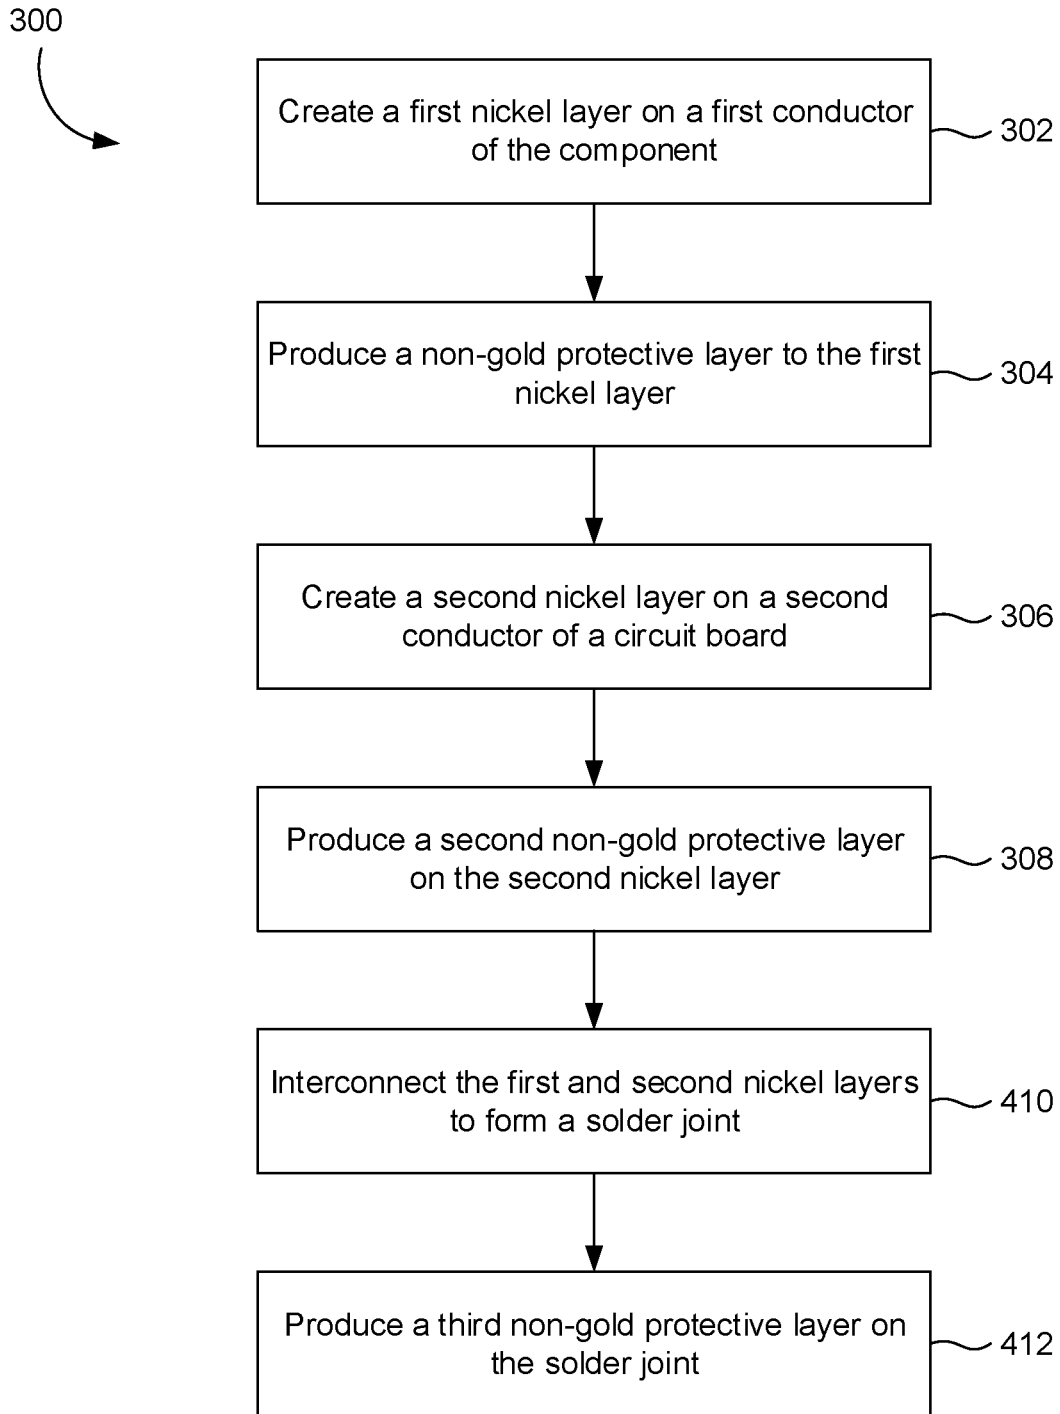 300
Create a first nickel layer on a first conductor
of the component
302
Produce a non-gold protective layer to the first
nickel layer
304
Create a second nickel layer on a second
conductor of a circuit board
306
Produce a second non-gold protective layer
on the second nickel layer
308
Interconnect the first and second nickel layers
to form a solder joint
410
Produce a third non-gold protective layer on
the solder joint
412